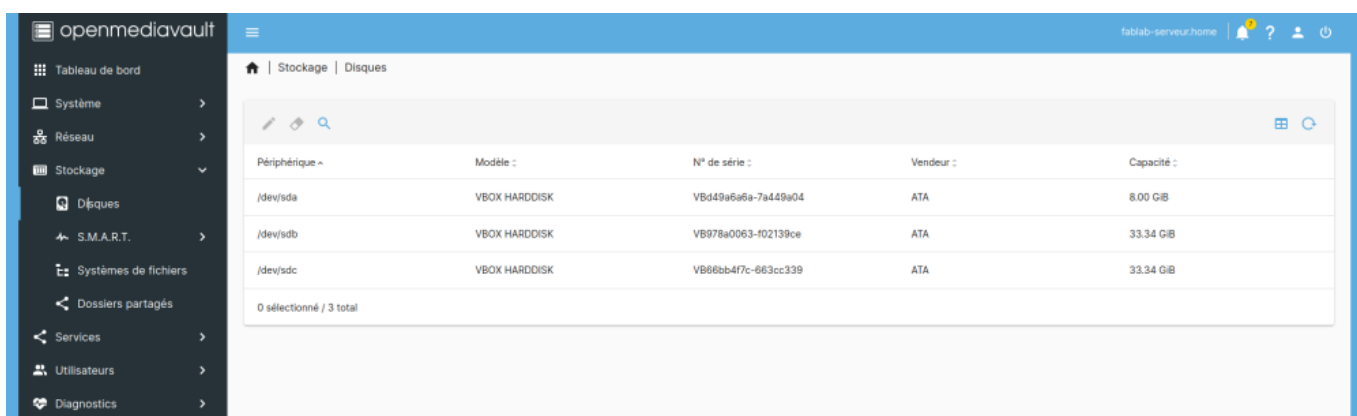 openmediavault
fablab-serveur.home 7 ?
Tableau de bord
Stockage | Disques
Système
Réseau
Stockage
Disques
S.M.A.R.T.
Systèmes de fichiers
Dossiers partagés
Services
Utilisateurs
Diagnostics
Périphérique Modèle N° de série Vendeur Capacité
/dev/sda VBOX HARDDISK VBd49a6a6a-7a449a04 ATA 8.00 GiB
/dev/sdb VBOX HARDDISK VB978a0063-f02139ce ATA 33.34 GiB
/dev/sdc VBOX HARDDISK VB66bb4f7c-663cc339 ATA 33.34 GiB
0 sélectionné / 3 total